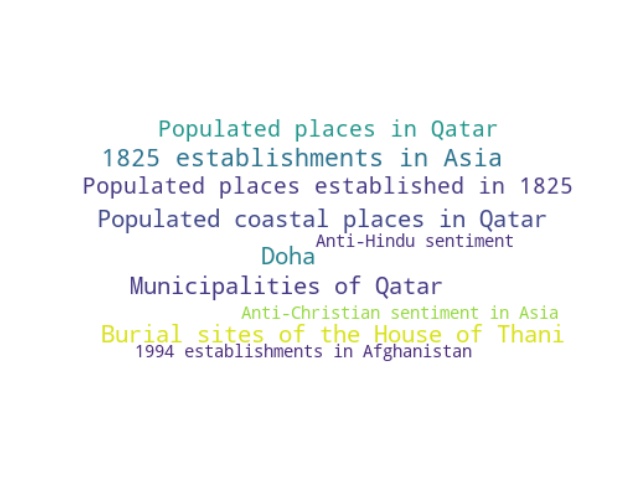 Populated places in Qatar
1825 establishments in Asia
Populated places established in 1825
Populated coastal places in Qatar
Anti-Hindu sentiment
Doha
Municipalities of Qatar
Anti-Christian sentiment in Asia
Burial sites of the House of Thani
1994 establishments in Afghanistan